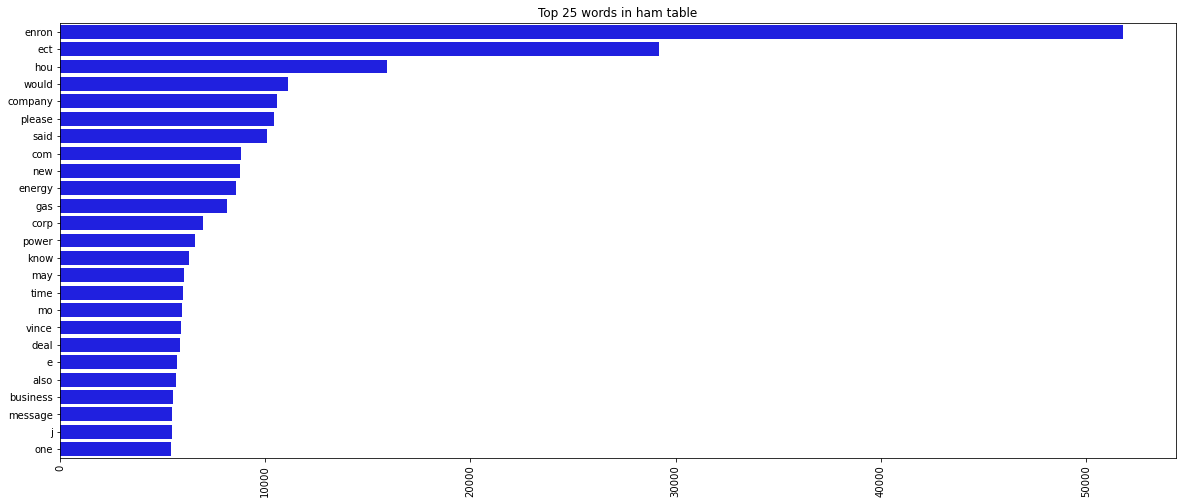 Top 25 words in ham table
enron
ect
hou
would
company
please
said
com
new
energy
gas
corp
power
know
may
time
mo
vince
deal
e
also
business
message
j
one
0
10000
20000
30000
40000
50000